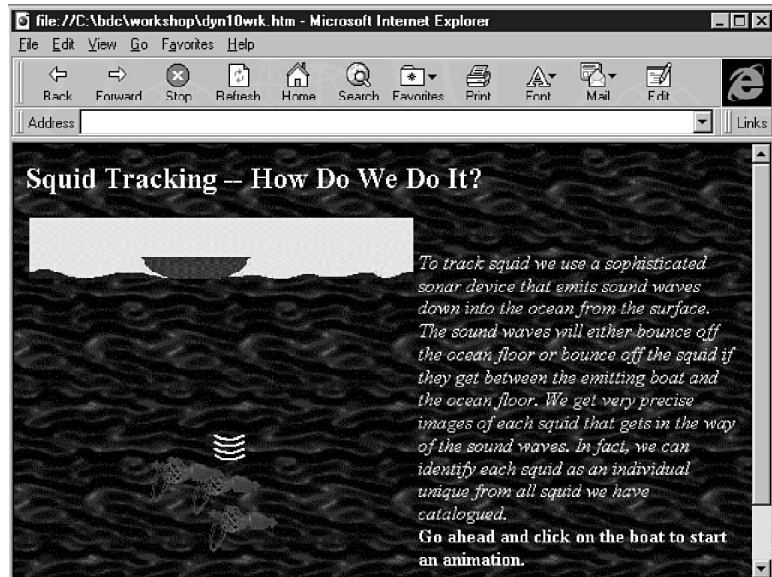 file://C:\bdc\workshop\dyn10wrk.htm - Microsoft Internet Explorer
File Edit View Go Favorites Help
Back Forward Stop Refresh Home Search Favorites Print Font Mail Edit
Address Links
Squid Tracking -- How Do We Do It?
To track squid we use a sophisticated
sonar device that emits sound waves
down into the ocean from the surface.
The sound waves will either bounce off
the ocean floor or bounce off the squid if
they get between the emitting boat and
the ocean floor. We get very precise
images of each squid that gets in the way
of the sound waves. In fact, we can
identify each squid as an individual
unique from all squid we have
catalogued.
Go ahead and click on the boat to start
an animation.